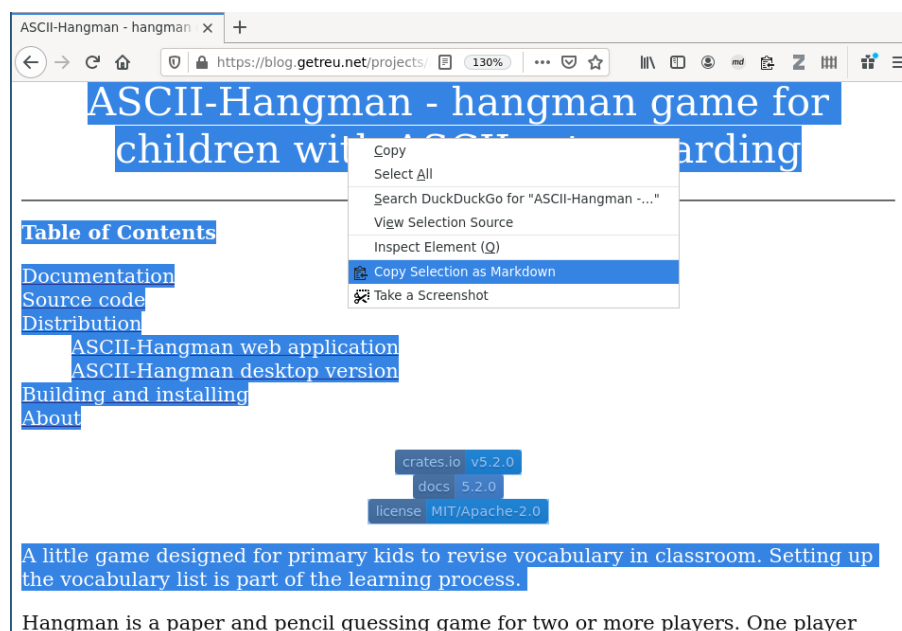 ASCII-Hangman - hangman
https://blog.getreu.net/projects/
130%
md
ASCII-Hangman - hangman game for
children wit
arding
Copy
Select All
Search DuckDuckGo for "ASCII-Hangman -..."
View Selection Source
Inspect Element (Q)
Copy Selection as Markdown
Take a Screenshot
Table of Contents
Documentation
Source code
Distribution
ASCII-Hangman web application
ASCII-Hangman desktop version
Building and installing
About
crates.io v5.2.0
docs 5.2.0
license MIT/Apache-2.0
A little game designed for primary kids to revise vocabulary in classroom. Setting up
the vocabulary list is part of the learning process.
Hangman is a paper and pencil guessing game for two or more players. One player